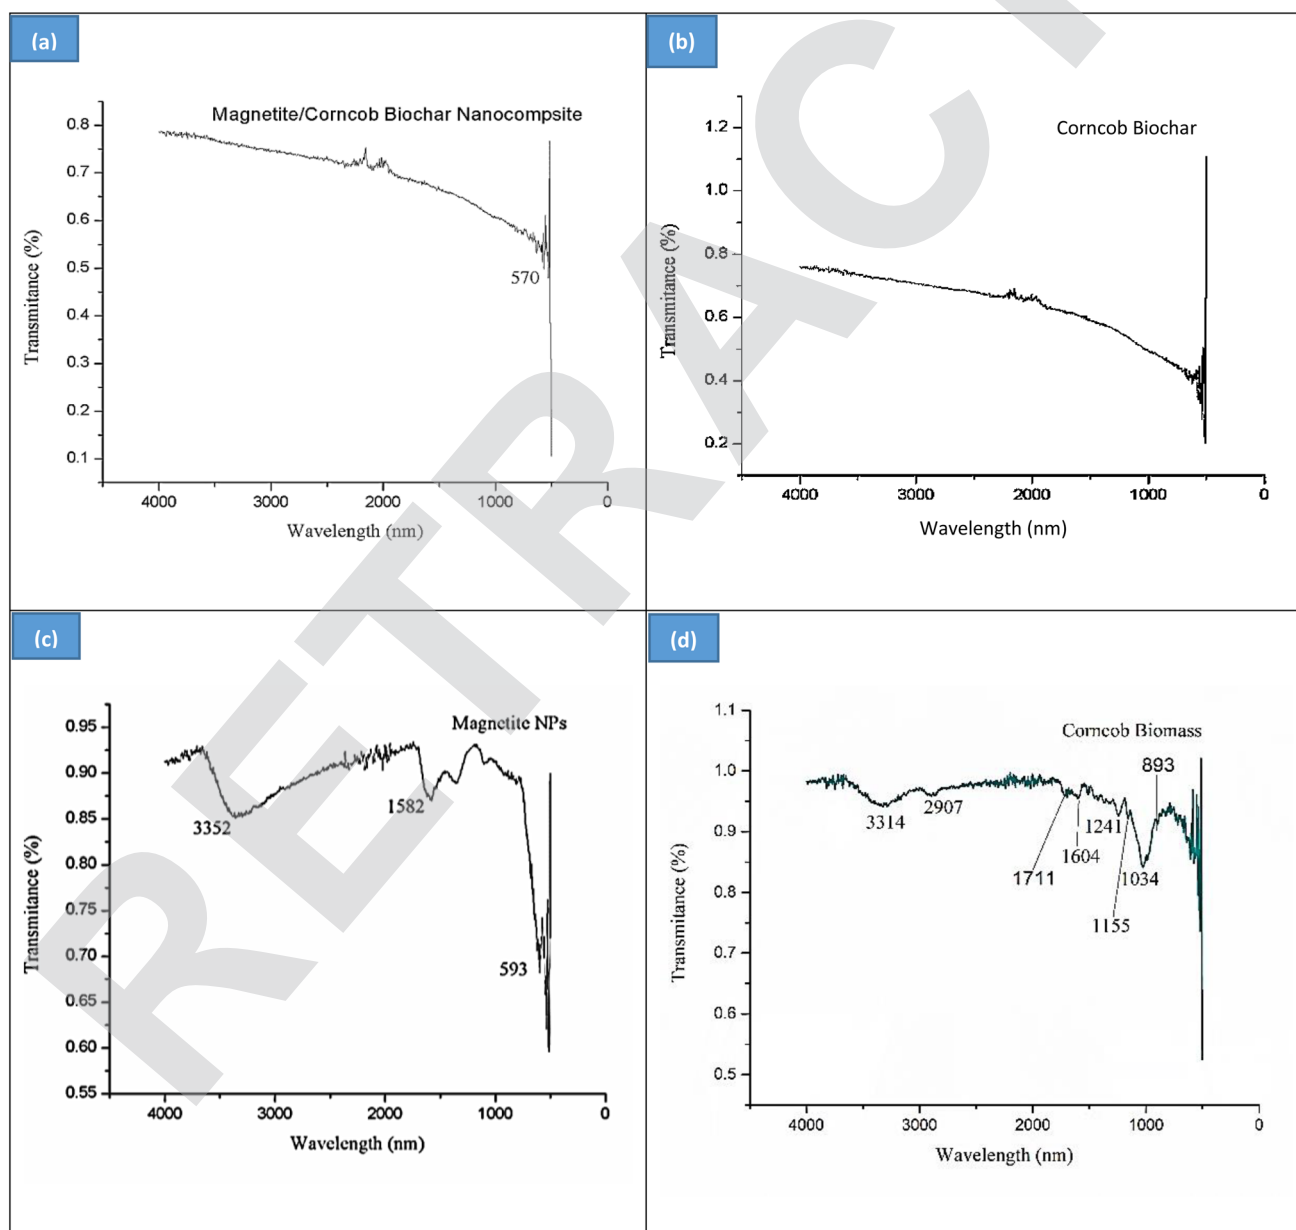 (a)
Magnetite/Corncob Biochar Nanocompsite
0.8
0.7
0.6
0.5
0.4
0.3
0.2
0.1
Transmitance (%)
570
4000 3000 2000 1000 0
Wavelength (nm)
(b)
Corncob Biochar
1.2
1.0
0.8
0.6
0.4
0.2
Transmitance (%)
4000 3000 2000 1000 0
Wavelength (nm)
(c)
Magnetite NPs
0.95
0.90
0.85
0.80
0.75
0.70
0.65
0.60
0.55
Transmitance (%)
3352
1582
593
4000 3000 2000 1000 0
Wavelength (nm)
(d)
Corncob Biomass
1.1
1.0
0.9
0.8
0.7
0.6
0.5
Transmitance (%)
893
3314 2907 1241
1604
1711 1034
1155
4000 3000 2000 1000 0
Wavelength (nm)
RETRACT